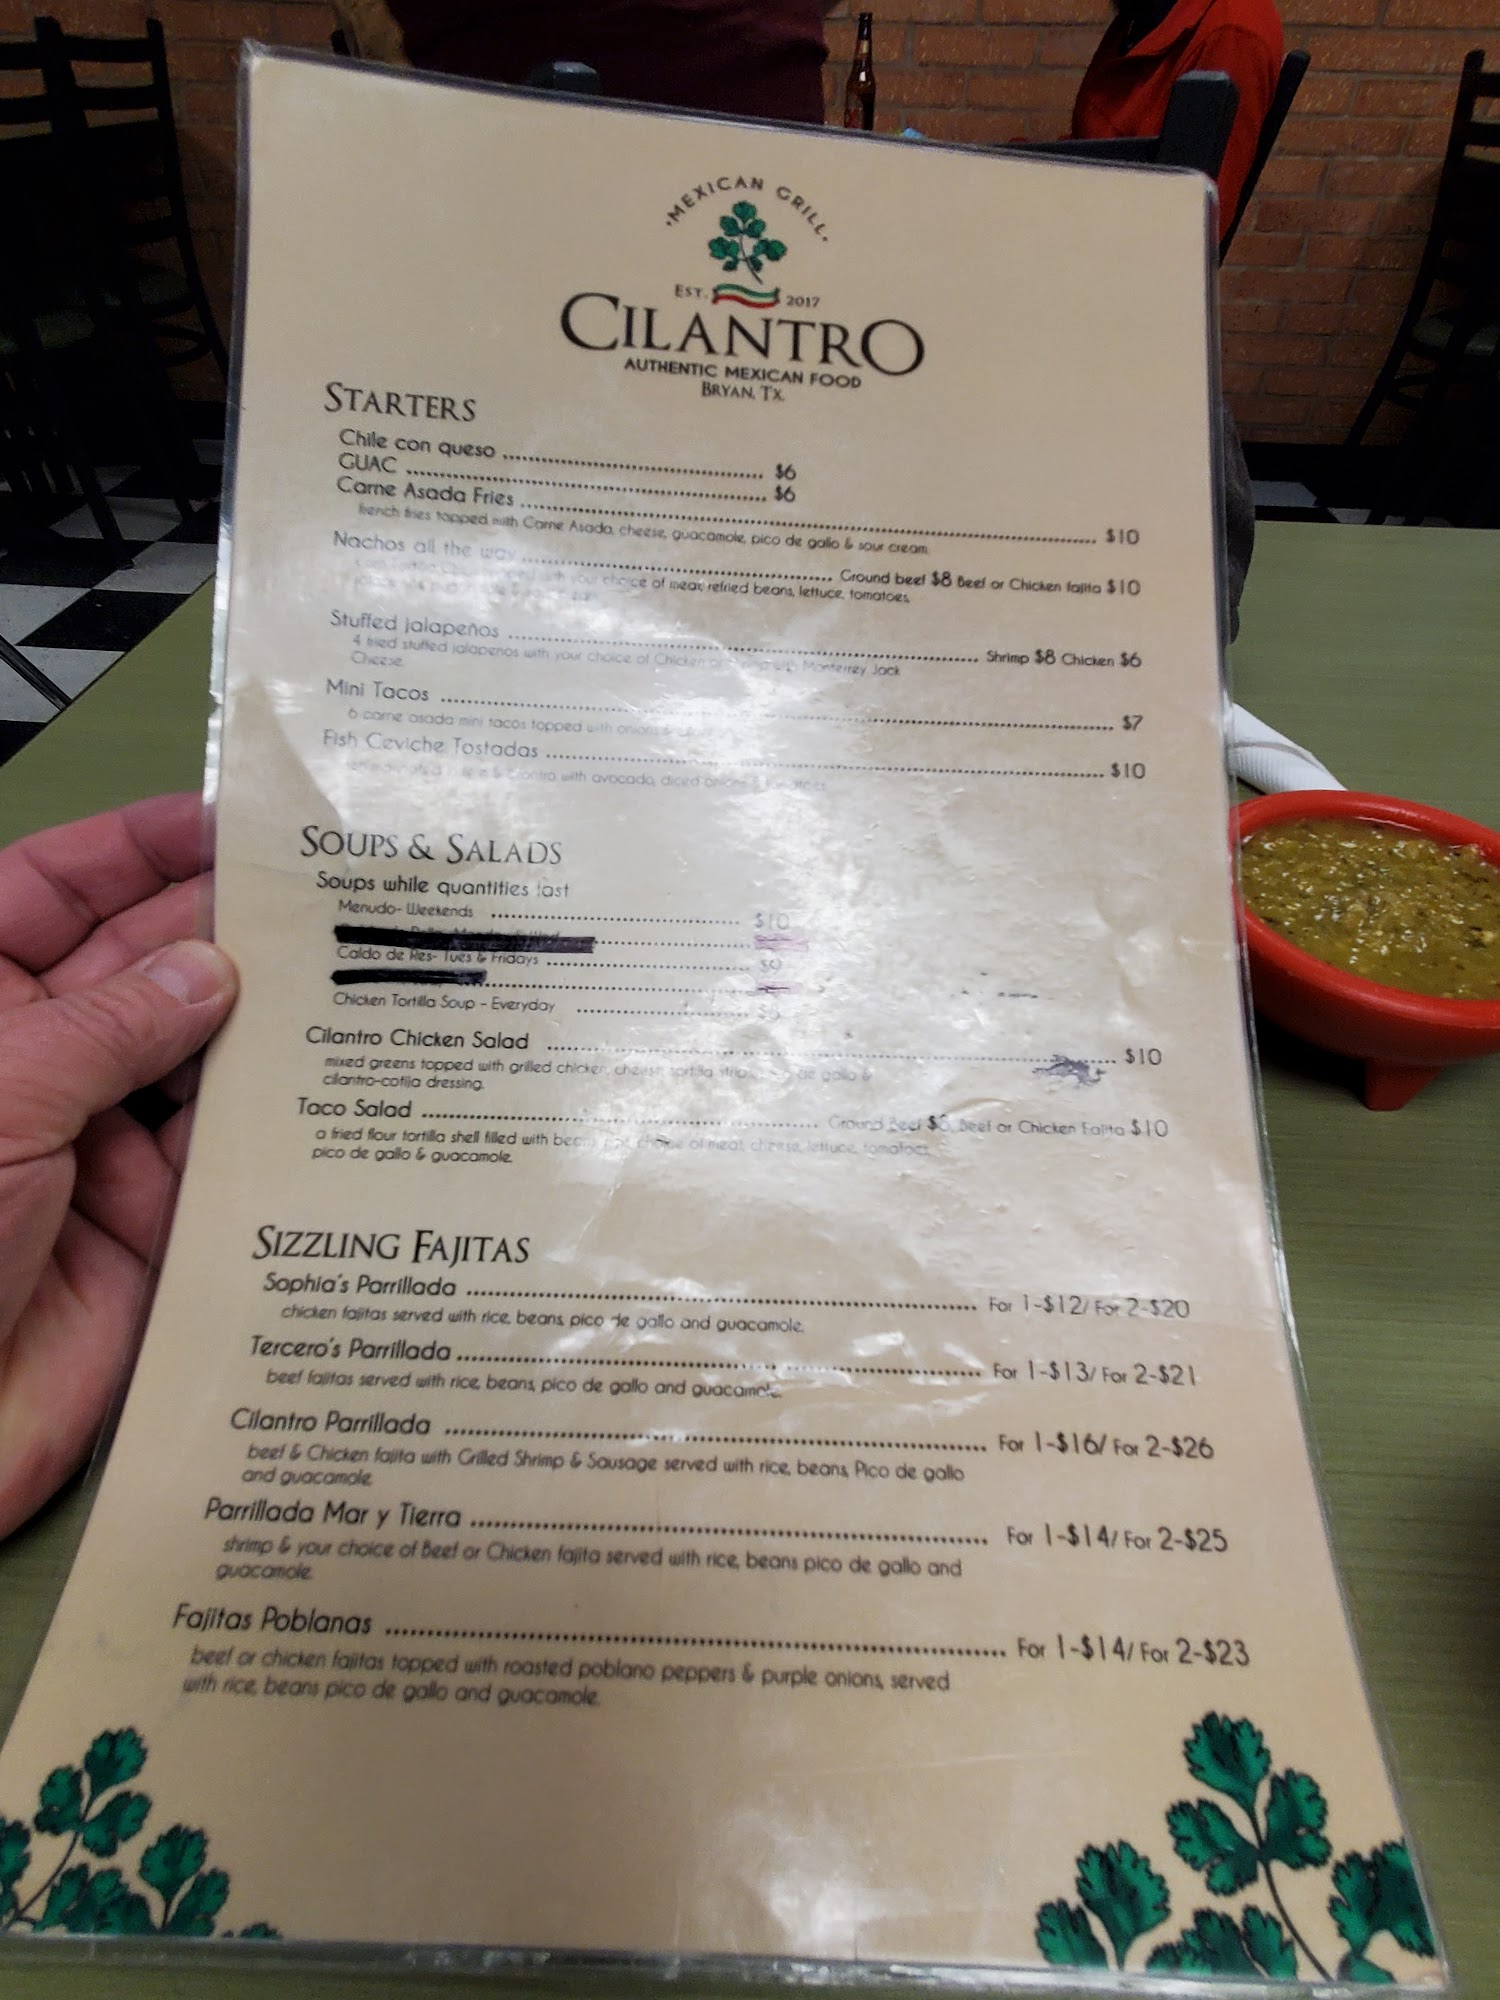 ·MEXICAN GRILL·
EST. 2017
CILANTRO
AUTHENTIC MEXICAN FOOD
BRYAN, TX.
STARTERS
Chile con queso ........ $6
GUAC ........ $6
Carne Asada Fries ........ $10
french fries topped with Carne Asada, cheese, guacamole, pico de gallo & sour cream.
Nachos all the way ........ Ground beef $8 Beef or Chicken fajita $10
with your choice of meat, refried beans, lettuce, tomatoes,
Stuffed jalapeños ........ Shrimp $8 Chicken $6
4 fried stuffed jalapenos with your choice of Chicken or with Monterrey Jack
Cheese.
Mini Tacos ........ $7
6 carne asada mini tacos topped with onions &
Fish Ceviche Tostadas ........ $10
& cilantro with avocado, diced onions & tomatoes
SOUPS & SALADS
Soups while quantities last
Menudo- Weekends ........ $10
Caldo de Res- Tues & Fridays ........ $9
Chicken Tortilla Soup - Everyday ........
Cilantro Chicken Salad ........ $10
mixed greens topped with grilled chicken, cheese, tortilla strips, de gallo &
cilantro-cotija dressing.
Taco Salad ........ Ground Beef $8, Beef or Chicken Fajita $10
a fried flour tortilla shell filled with choice of meat, cheese, lettuce, tomatoes,
pico de gallo & guacamole.
SIZZLING FAJITAS
Sophia's Parrillada ........ For 1-$12/ For 2-$20
chicken fajitas served with rice, beans, pico de gallo and guacamole.
Tercero's Parrillada ........ For 1-$13/ For 2-$21
beef fajitas served with rice, beans, pico de gallo and guacamole.
Cilantro Parrillada ........ For 1-$16/ For 2-$26
beef & Chicken fajita with Grilled Shrimp & Sausage served with rice, beans, Pico de gallo
and guacamole.
Parrillada Mar y Tierra ........ For 1-$14/ For 2-$25
shrimp & your choice of Beef or Chicken fajita served with rice, beans pico de gallo and
guacamole.
Fajitas Poblanas ........ For 1-$14/ For 2-$23
beef or chicken fajitas topped with roasted poblano peppers & purple onions, served
with rice, beans pico de gallo and guacamole.